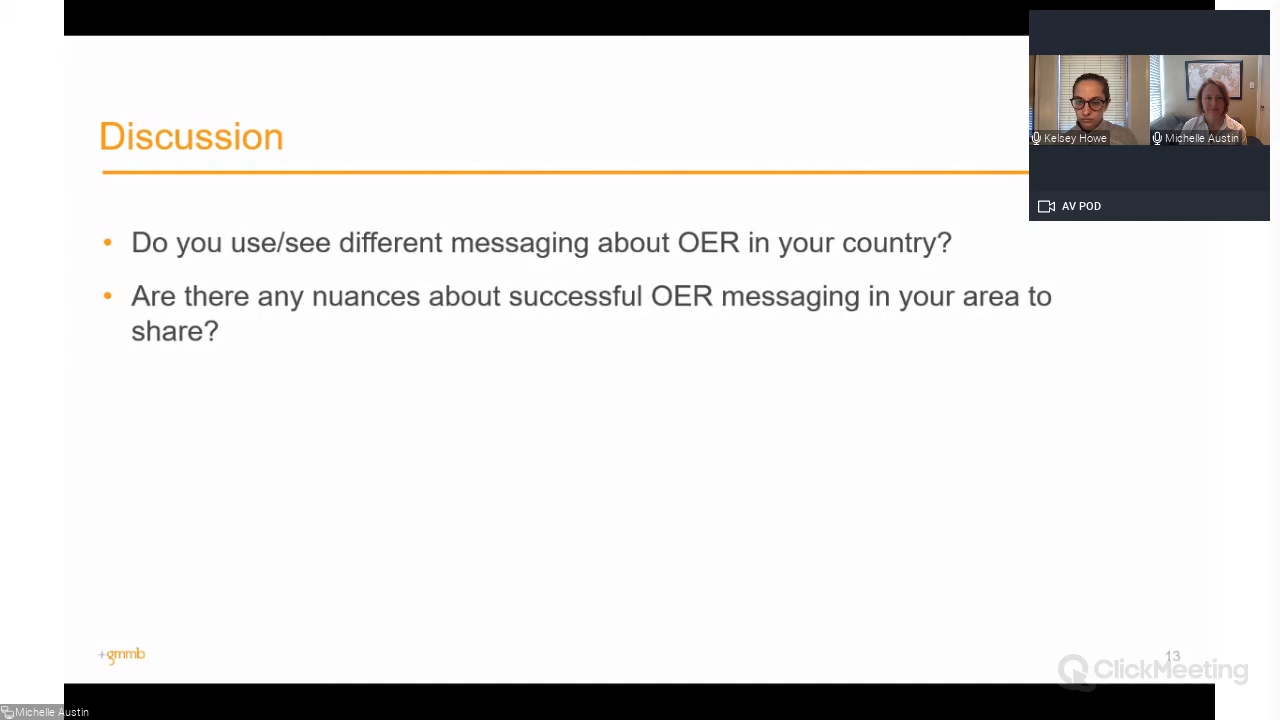 Discussion
• Do you use/see different messaging about OER in your country?
• Are there any nuances about successful OER messaging in your area to
share?
Kelsey Howe
Michelle Austin
AV POD
+gmmb
13
ClickMeeting
Michelle Austin